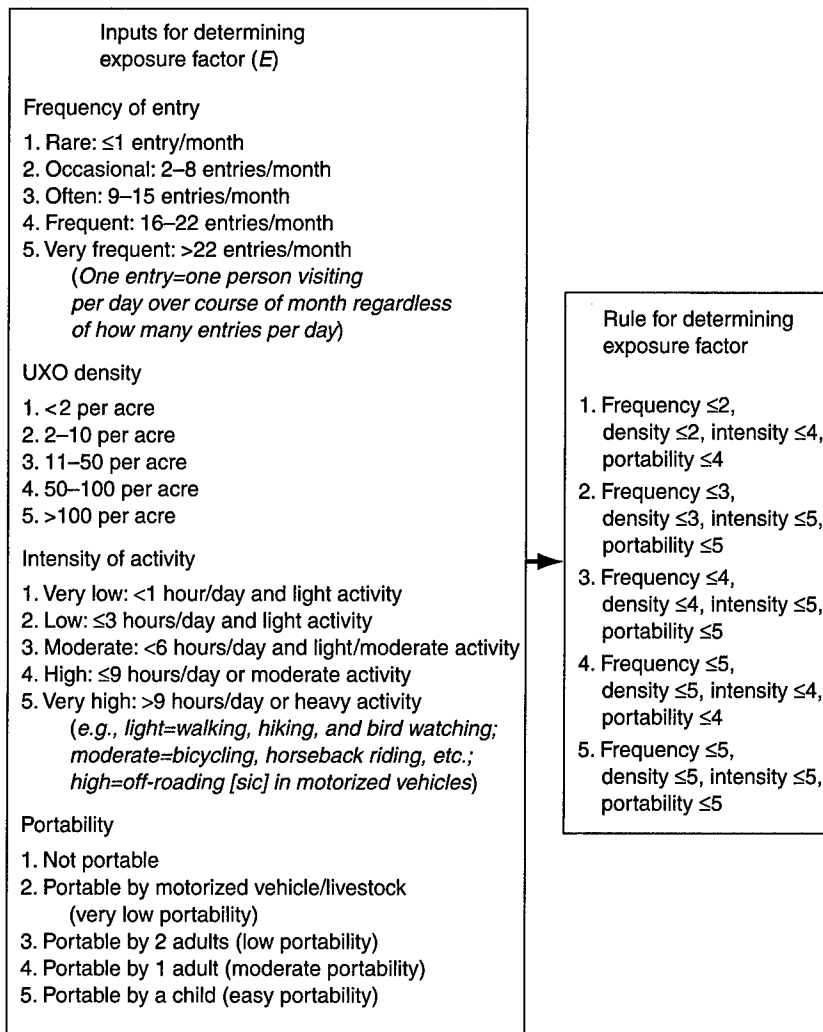 Inputs for determining
exposure factor (E)
Frequency of entry
1. Rare: ≤1 entry/month
2. Occasional: 2–8 entries/month
3. Often: 9–15 entries/month
4. Frequent: 16–22 entries/month
5. Very frequent: >22 entries/month
(One entry=one person visiting
per day over course of month regardless
of how many entries per day)
UXO density
1. <2 per acre
2. 2–10 per acre
3. 11–50 per acre
4. 50–100 per acre
5. >100 per acre
Intensity of activity
1. Very low: <1 hour/day and light activity
2. Low: ≤3 hours/day and light activity
3. Moderate: <6 hours/day and light/moderate activity
4. High: ≤9 hours/day or moderate activity
5. Very high: >9 hours/day or heavy activity
(e.g., light=walking, hiking, and bird watching;
moderate=bicycling, horseback riding, etc.;
high=off-roading [sic] in motorized vehicles)
Portability
1. Not portable
2. Portable by motorized vehicle/livestock
(very low portability)
3. Portable by 2 adults (low portability)
4. Portable by 1 adult (moderate portability)
5. Portable by a child (easy portability)
Rule for determining
exposure factor
1. Frequency ≤2,
density ≤2, intensity ≤4,
portability ≤4
2. Frequency ≤3,
density ≤3, intensity ≤5,
portability ≤5
3. Frequency ≤4,
density ≤4, intensity ≤5,
portability ≤5
4. Frequency ≤5,
density ≤5, intensity ≤4,
portability ≤4
5. Frequency ≤5,
density ≤5, intensity ≤5,
portability ≤5